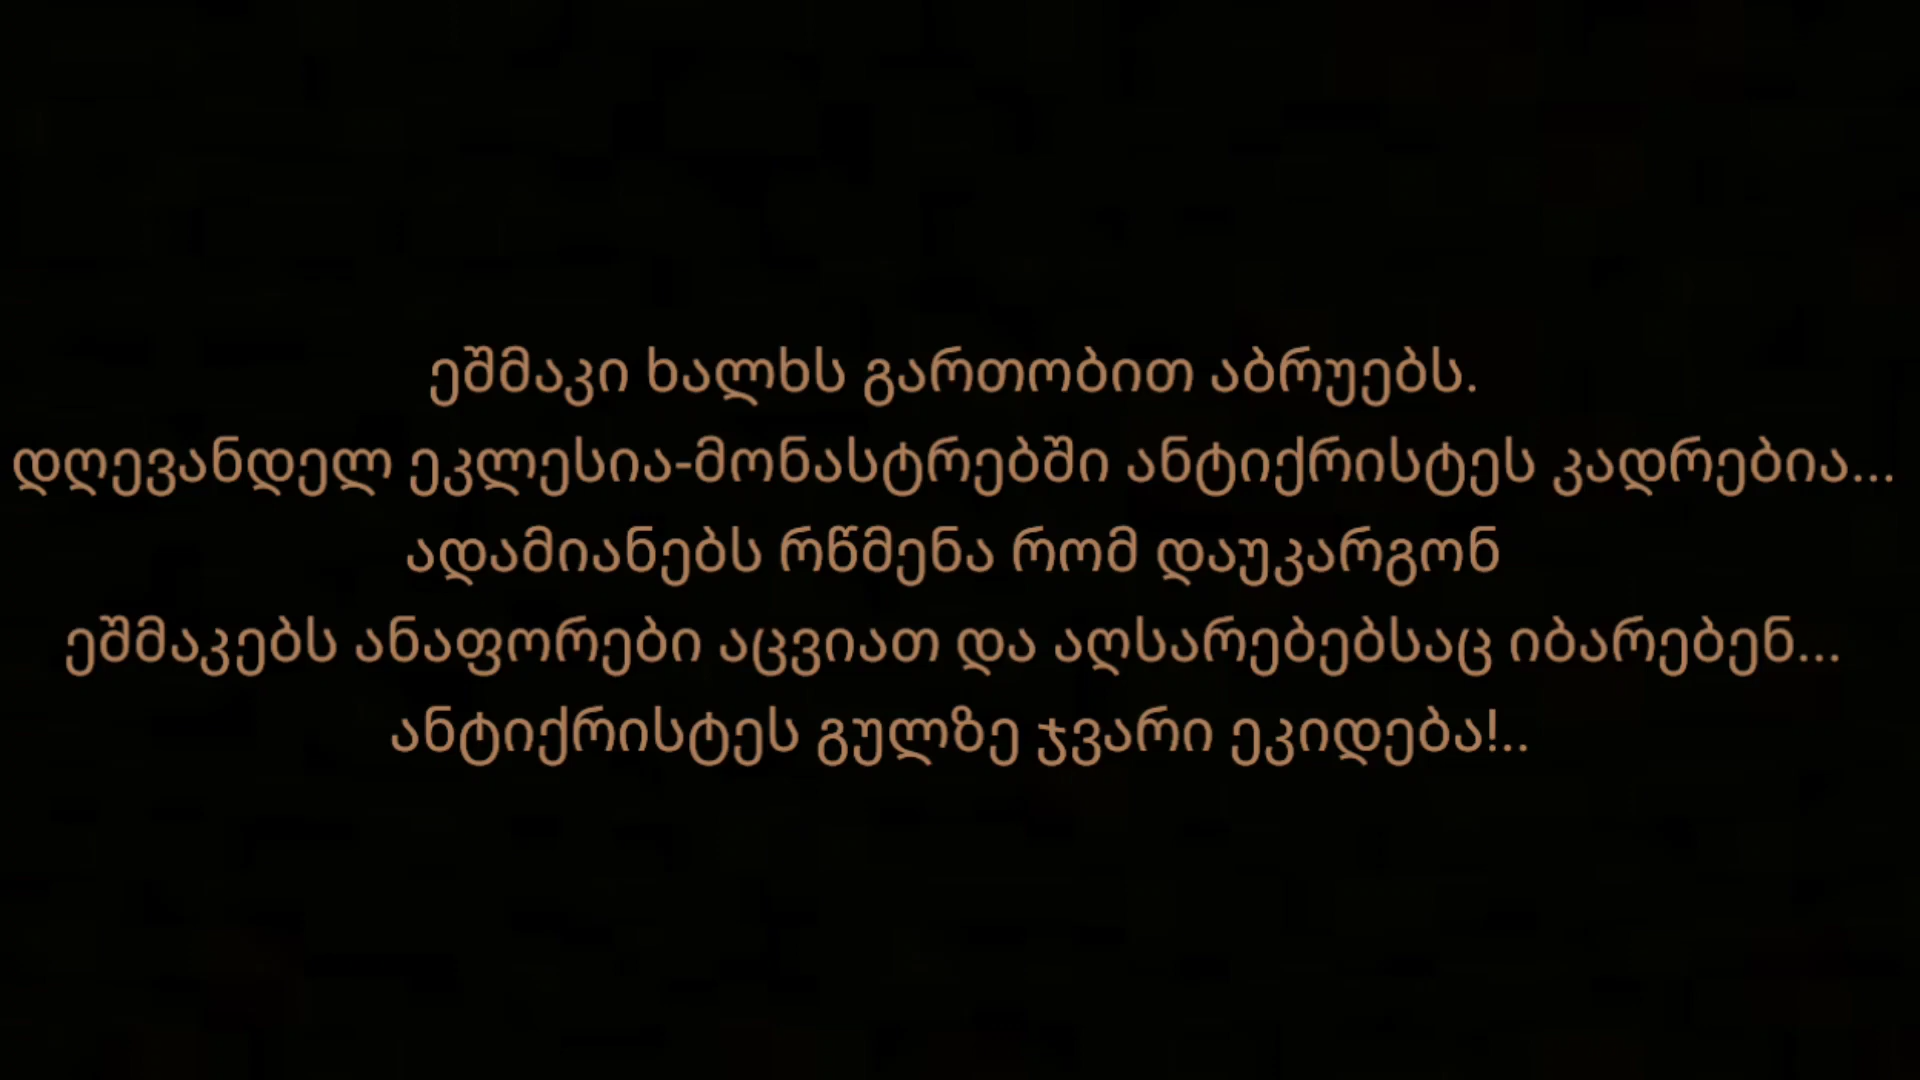 ეშმაკი ხალხს გართობით აბრუებს.
დღევანდელ ეკლესია-მონასტრებში ანტიქრისტეს კადრებია...
ადამიანებს რწმენა რომ დაუკარგონ
ეშმაკებს ანაფორები აცვიათ და აღსარებებსაც იბარებენ...
ანტიქრისტეს გულზე ჯვარი ეკიდება!..